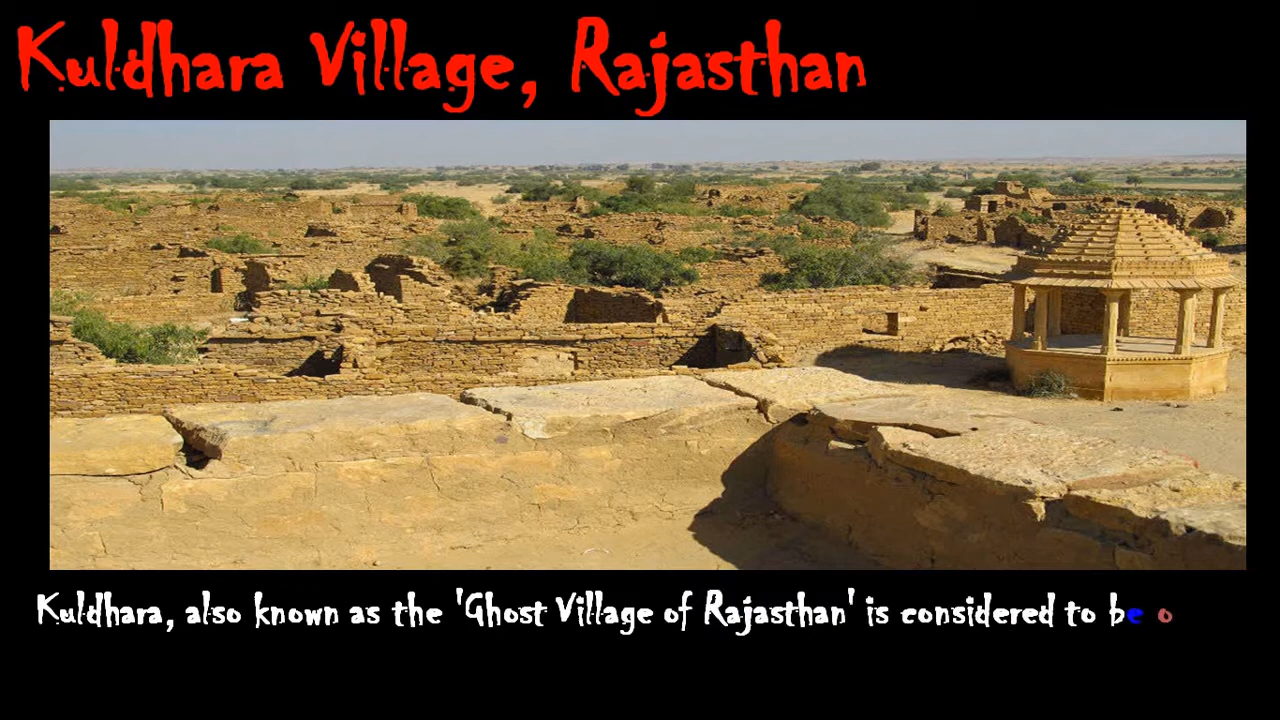 Kuldhara Village, Rajasthan
Kuldhara, also known as the 'Ghost Village of Rajasthan' is considered to be o